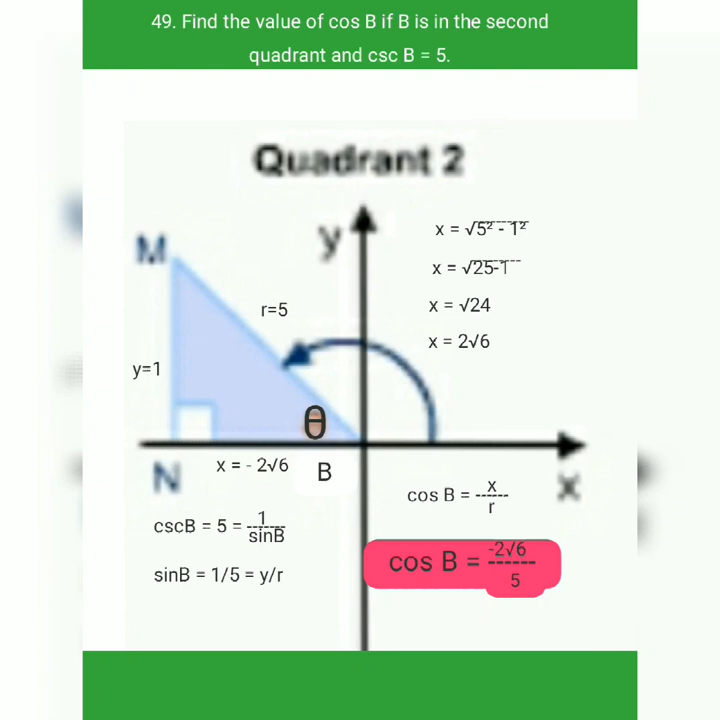 49. Find the value of cos B if B is in the second
quadrant and csc B = 5.
Quadrant 2
y
M
x = √5² - 1²
x = √25-1
x = √24
x = 2√6
r=5
y=1
θ
x = - 2√6
B
N
x
cscB = 5 = 1/sinB
sinB = 1/5 = y/r
cos B = x/r
cos B = -2√6/5